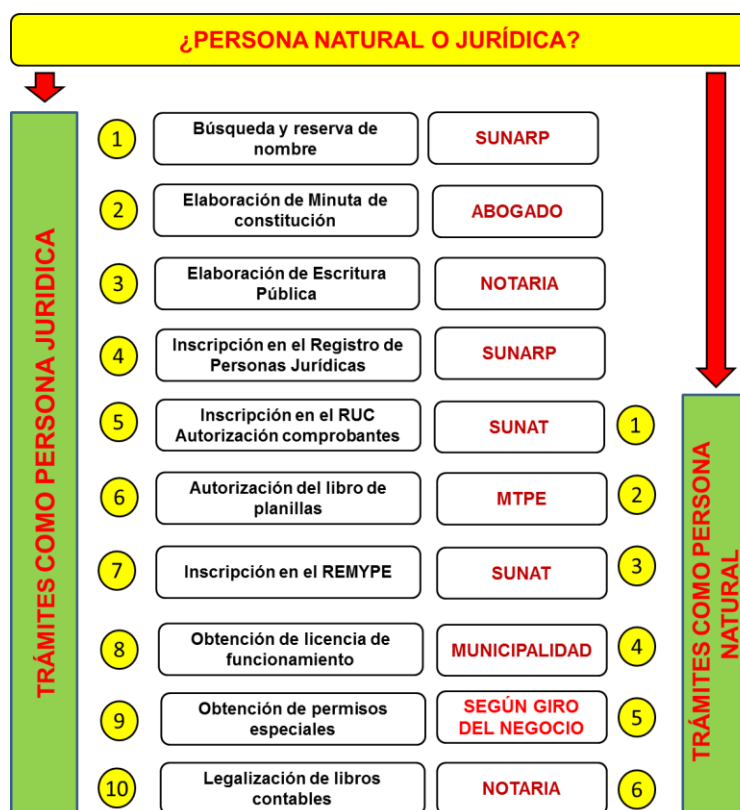 ¿PERSONA NATURAL O JURÍDICA?
TRÁMITES COMO PERSONA JURIDICA
1
Búsqueda y reserva de
nombre
SUNARP
2
Elaboración de Minuta de
constitución
ABOGADO
3
Elaboración de Escritura
Pública
NOTARIA
4
Inscripción en el Registro de
Personas Jurídicas
SUNARP
5
Inscripción en el RUC
Autorización comprobantes
SUNAT
1
6
Autorización del libro de
planillas
MTPE
2
7
Inscripción en el REMYPE
SUNAT
3
8
Obtención de licencia de
funcionamiento
MUNICIPALIDAD
4
9
Obtención de permisos
especiales
SEGÚN GIRO
DEL NEGOCIO
5
10
Legalización de libros
contables
NOTARIA
6
TRÁMITES COMO PERSONA
NATURAL